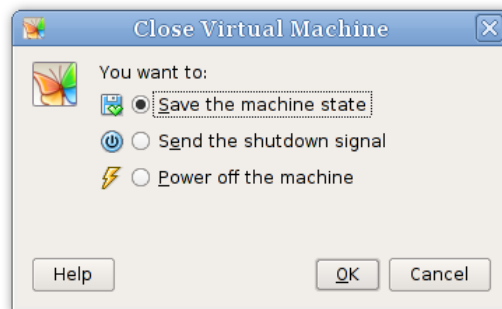 Close Virtual Machine
You want to:
Save the machine state
Send the shutdown signal
Power off the machine
Help
OK
Cancel